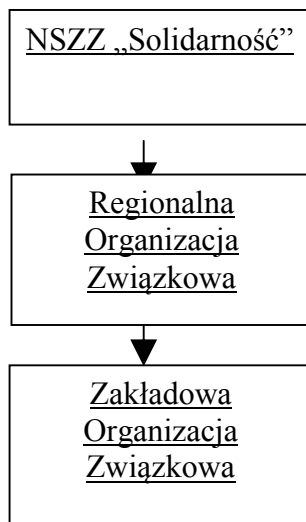 NSZZ „Solidarność”
Regionalna
Organizacja
Związkowa
Zakładowa
Organizacja
Związkowa